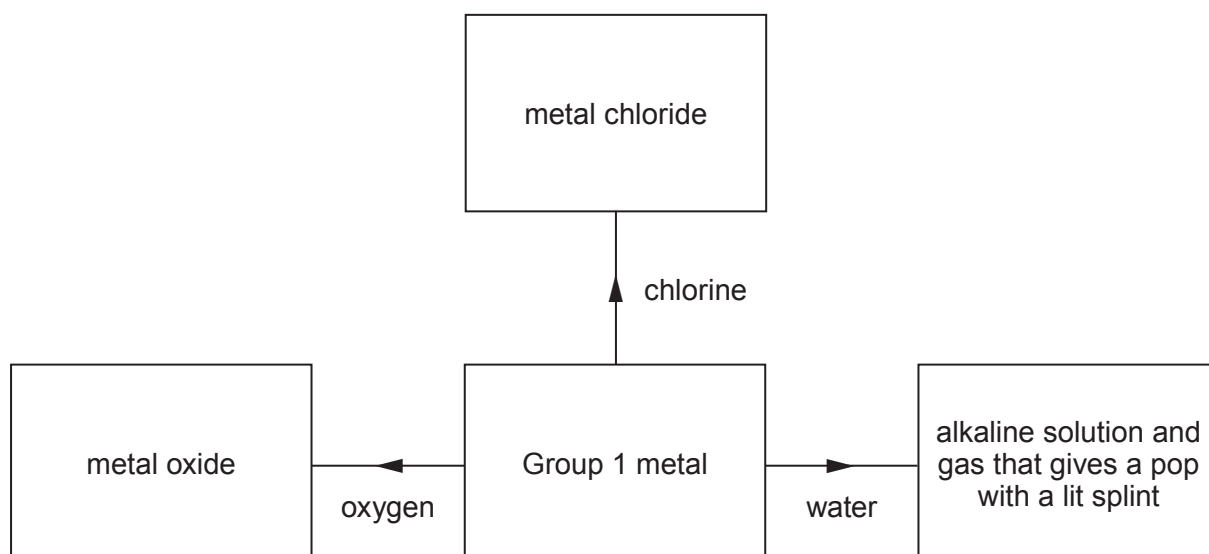 metal chloride
chlorine
metal oxide
oxygen
Group 1 metal
water
alkaline solution and
gas that gives a pop
with a lit splint